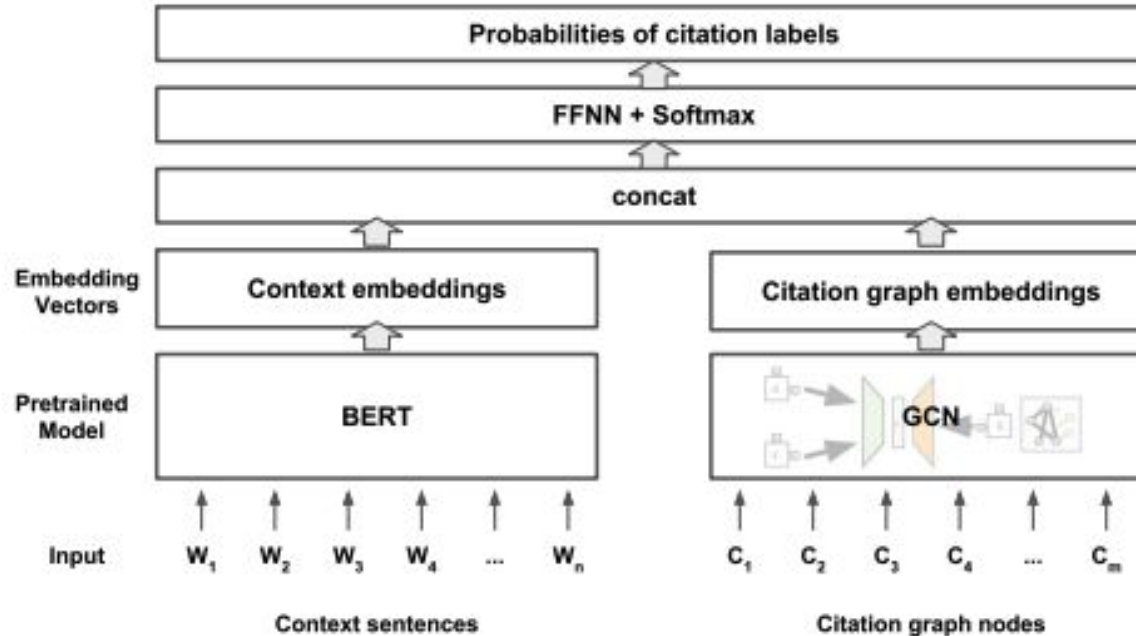 Probabilities of citation labels
FFNN + Softmax
concat
Embedding
Vectors
Context embeddings
Citation graph embeddings
Pretrained
Model
BERT
GCN
Input
W1 W2 W3 W4 ... Wn
C1 C2 C3 C4 ... Cm
Context sentences
Citation graph nodes